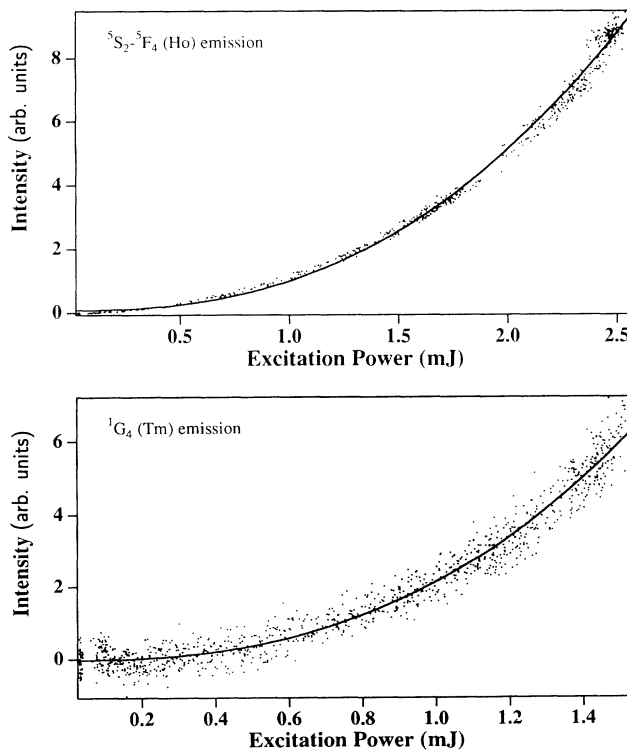 ⁵S₂-⁵F₄ (Ho) emission
8
6
4
2
0
Intensity (arb. units)
0.5 1.0 1.5 2.0 2.5
Excitation Power (mJ)
¹G₄ (Tm) emission
6
4
2
0
Intensity (arb. units)
0.2 0.4 0.6 0.8 1.0 1.2 1.4
Excitation Power (mJ)